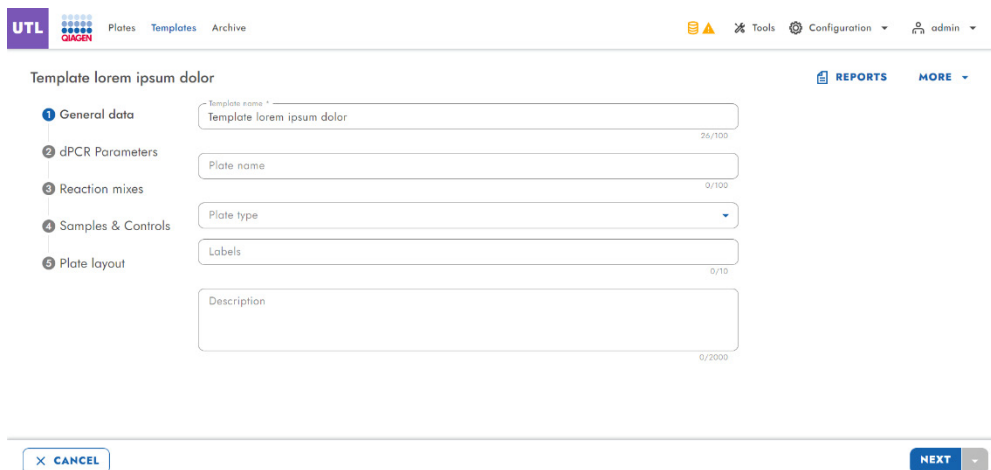 UTL QIAGEN Plates Templates Archive Tools Configuration admin
Template lorem ipsum dolor REPORTS MORE
1 General data
2 dPCR Parameters
3 Reaction mixes
4 Samples & Controls
5 Plate layout
Template name *
Template lorem ipsum dolor
26/100
Plate name
0/100
Plate type
Labels
0/10
Description
0/2000
CANCEL NEXT